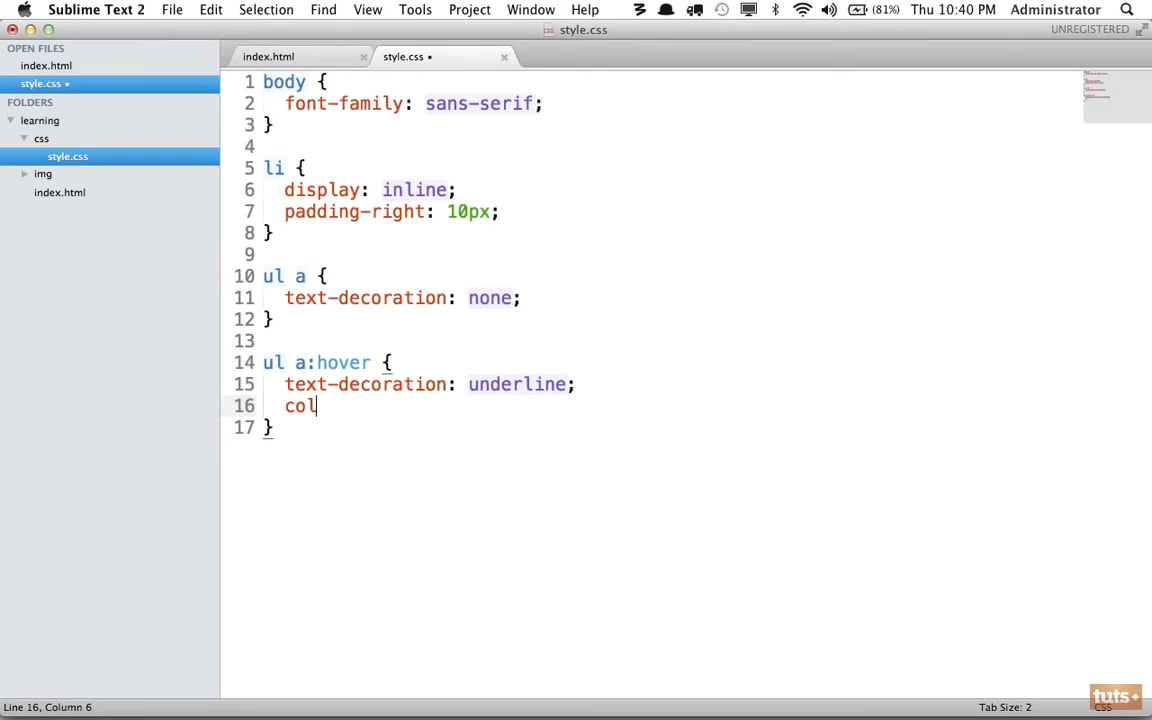 Sublime Text 2 File Edit Selection Find View Tools Project Window Help (81%) Thu 10:40 PM Administrator
style.css UNREGISTERED
OPEN FILES
index.html
style.css
FOLDERS
learning
css
style.css
img
index.html
index.html style.css
1 body {
2 font-family: sans-serif;
3 }
4
5 li {
6 display: inline;
7 padding-right: 10px;
8 }
9
10 ul a {
11 text-decoration: none;
12 }
13
14 ul a:hover {
15 text-decoration: underline;
16 col
17 }
tuts+
Line 16, Column 6 Tab Size: 2 CSS